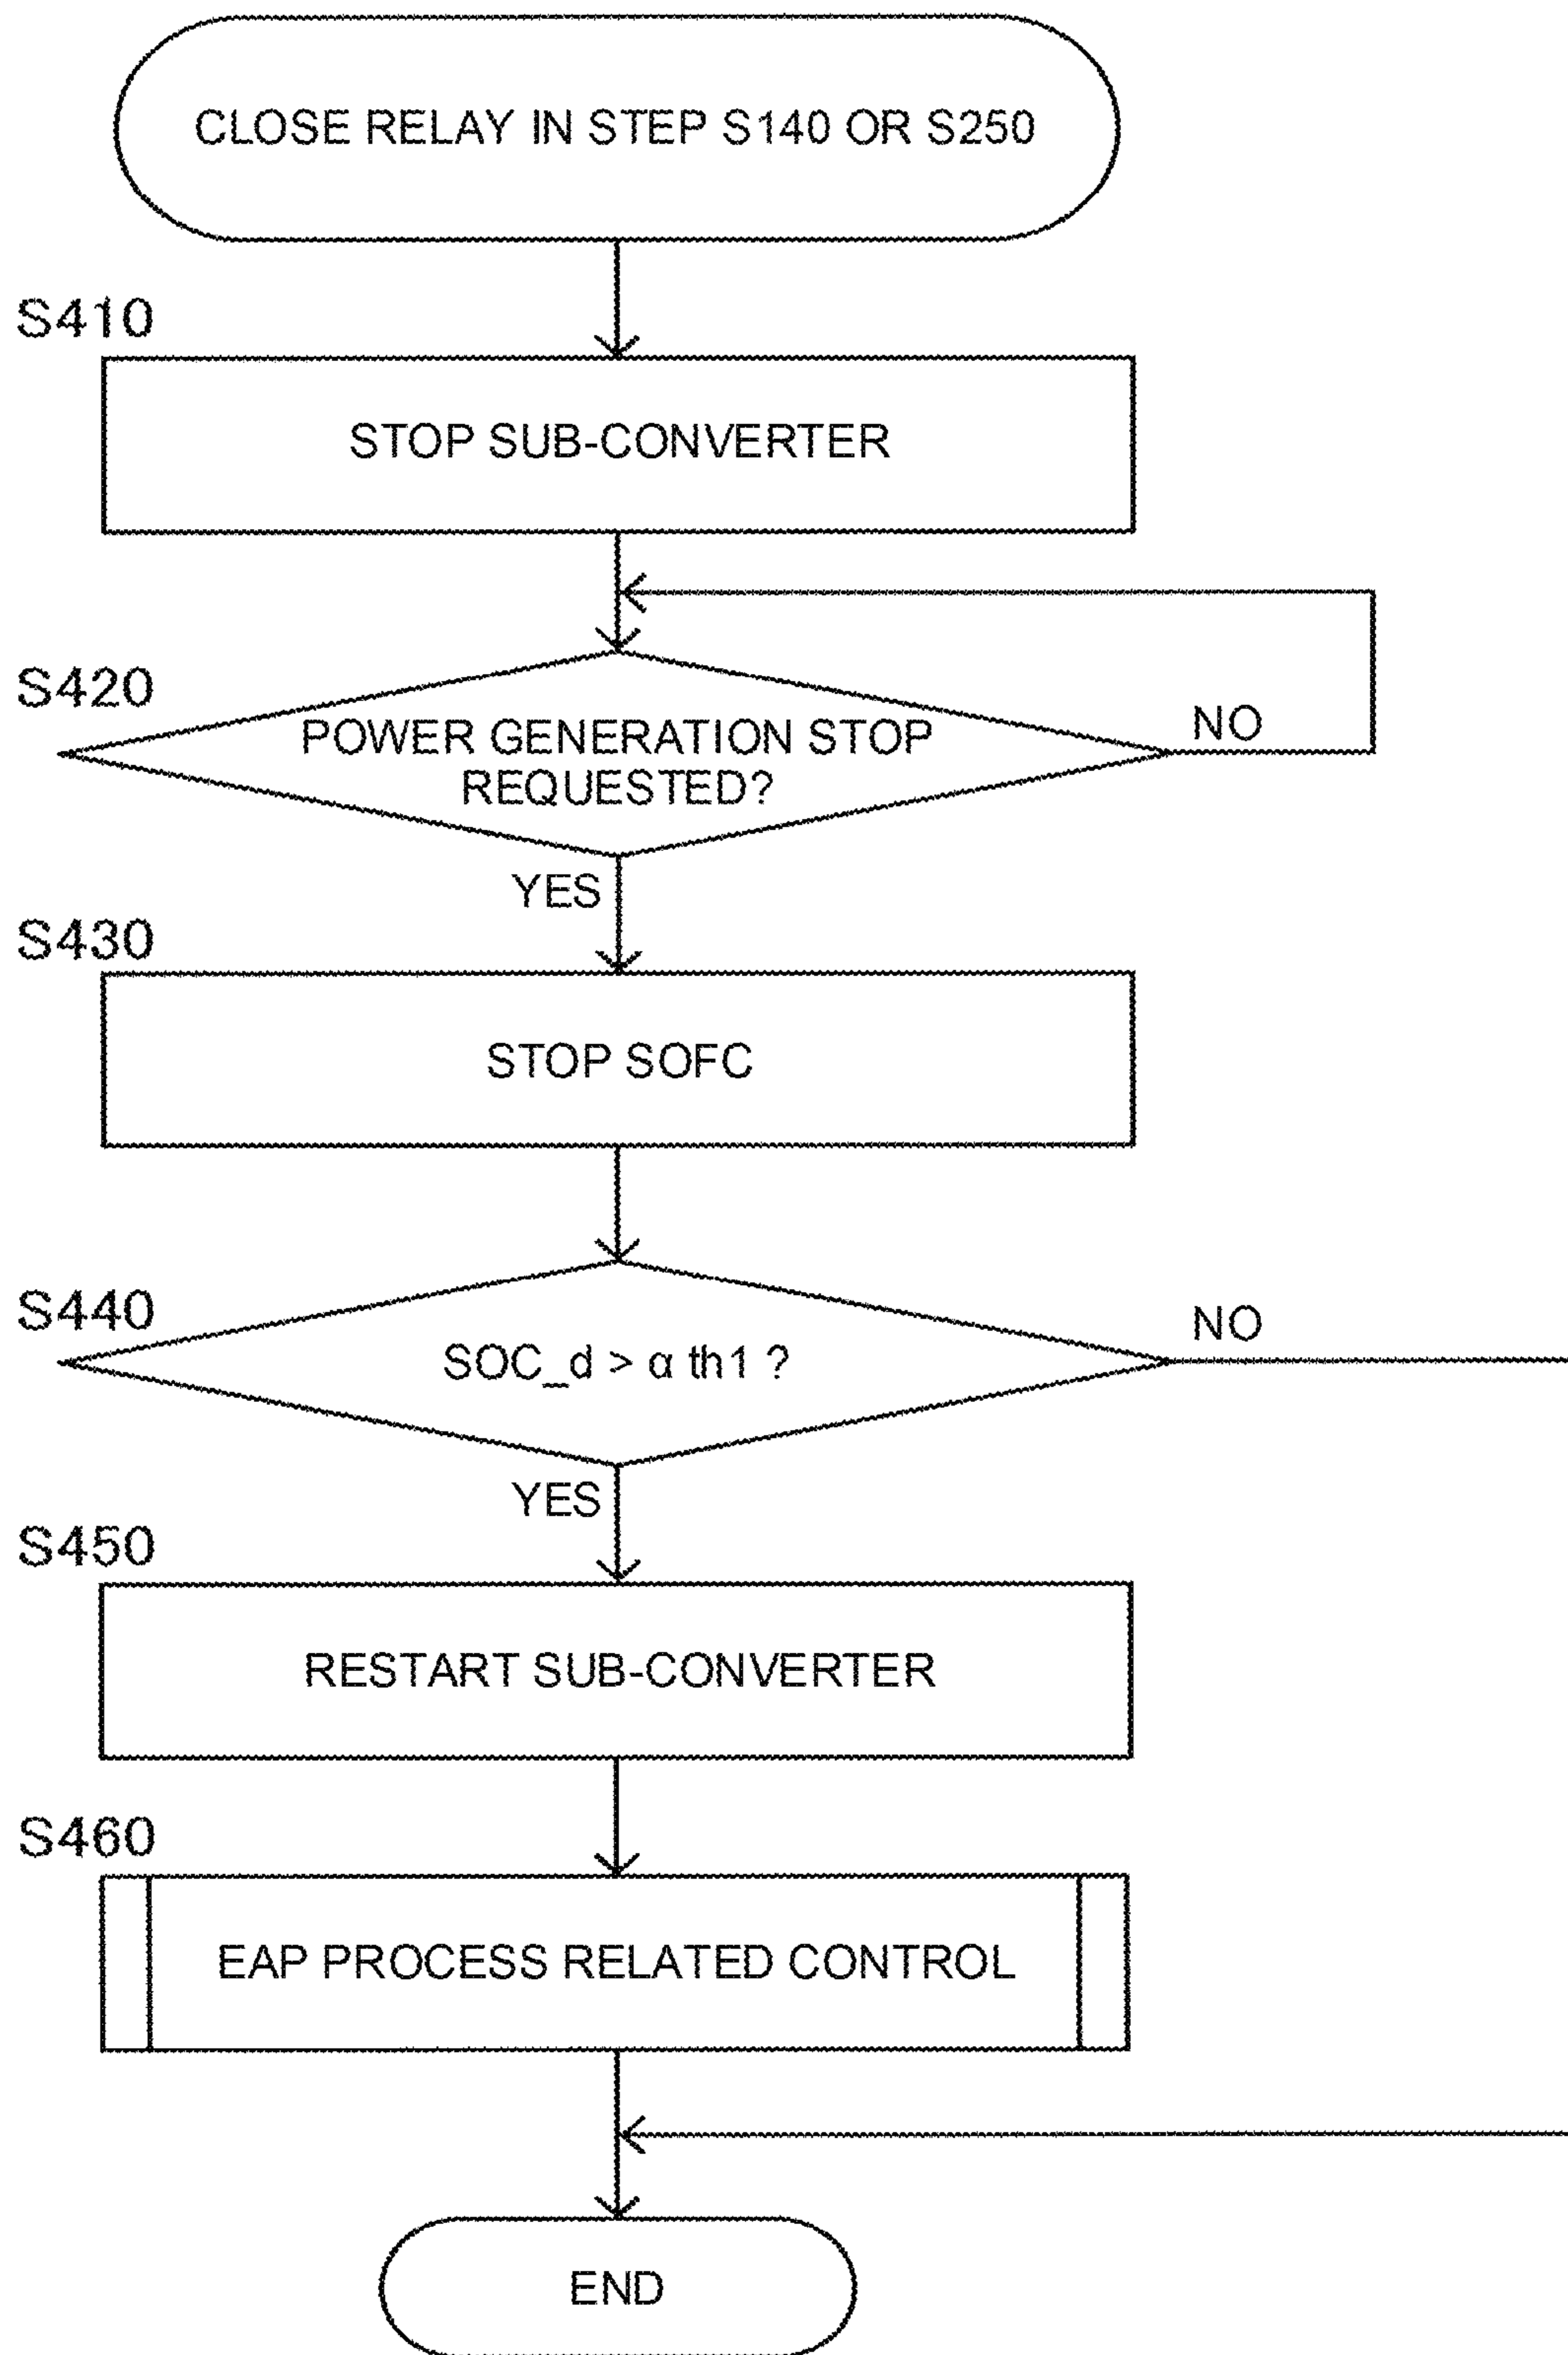 CLOSE RELAY IN STEP S140 OR S250
S410
STOP SUB-CONVERTER
S420
POWER GENERATION STOP
REQUESTED?
NO
YES
S430
STOP SOFC
S440
SOC_d > α th1 ?
NO
YES
S450
RESTART SUB-CONVERTER
S460
EAP PROCESS RELATED CONTROL
END